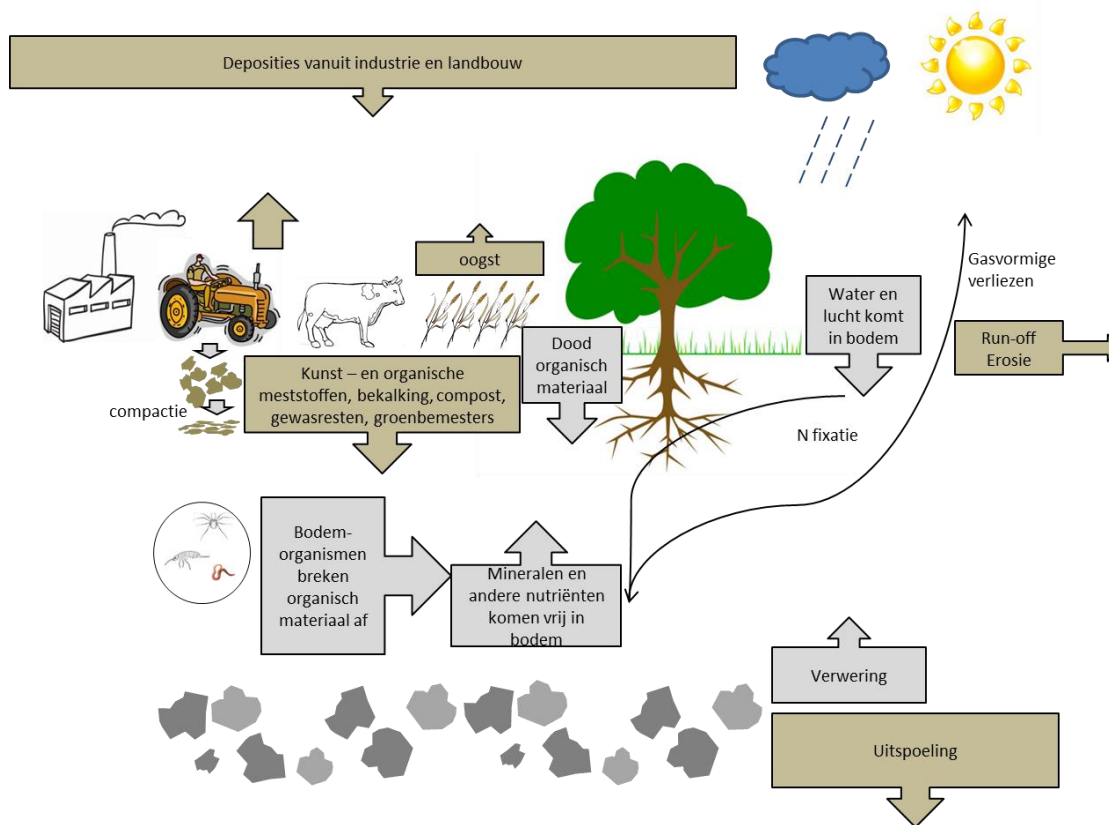 Deposities vanuit industrie en landbouw
oogst
Gasvormige
verliezen
Water en
lucht komt
in bodem
Run-off
Erosie
Dood
organisch
materiaal
Kunst – en organische
meststoffen, bekalking, compost,
gewasresten, groenbemesters
compactie
N fixatie
Bodem-
organismen
breken
organisch
materiaal af
Mineralen en
andere nutriënten
komen vrij in
bodem
Verwering
Uitspoeling